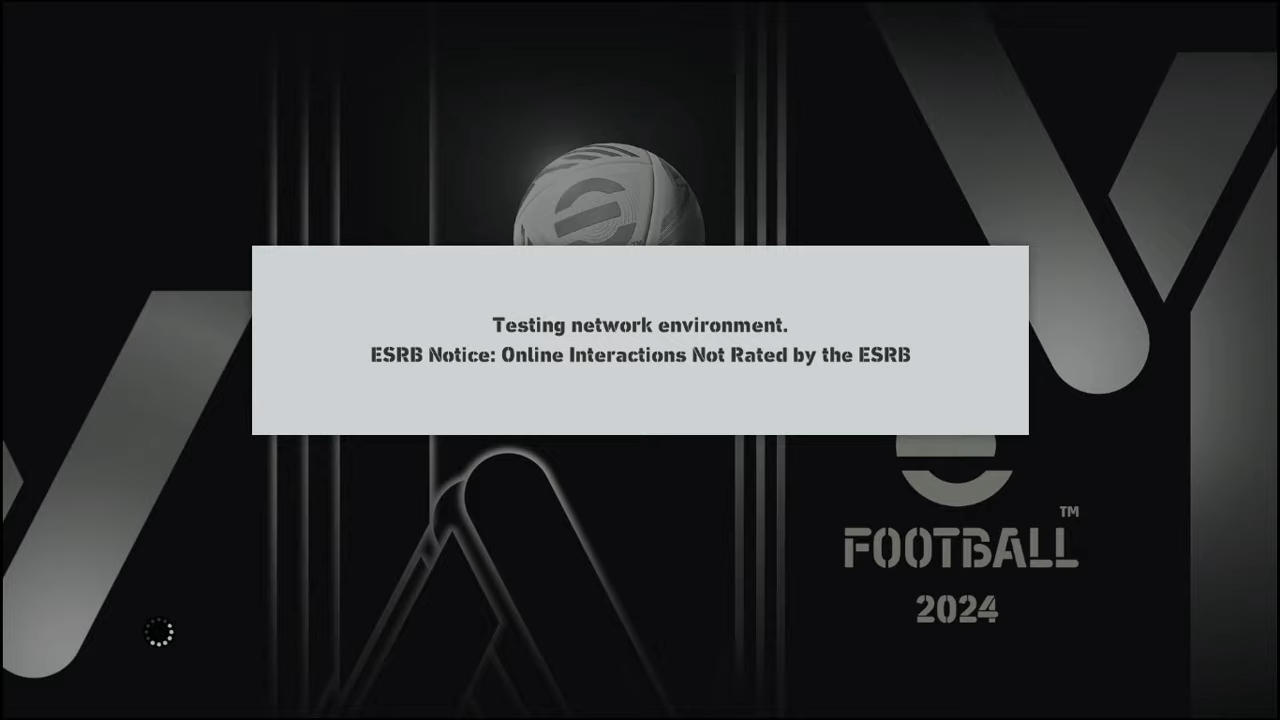 Testing network environment.
ESRB Notice: Online Interactions Not Rated by the ESRB
FOOTBALL™
2024